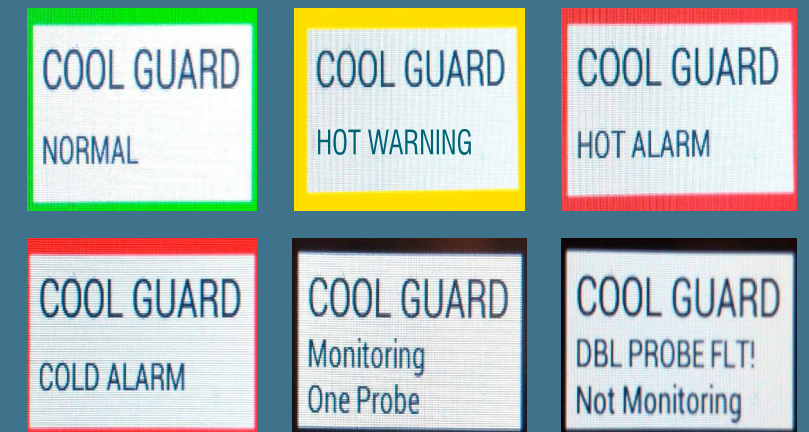 COOL GUARD
NORMAL
COOL GUARD
HOT WARNING
COOL GUARD
HOT ALARM
COOL GUARD
COLD ALARM
COOL GUARD
Monitoring
One Probe
COOL GUARD
DBL PROBE FLT!
Not Monitoring